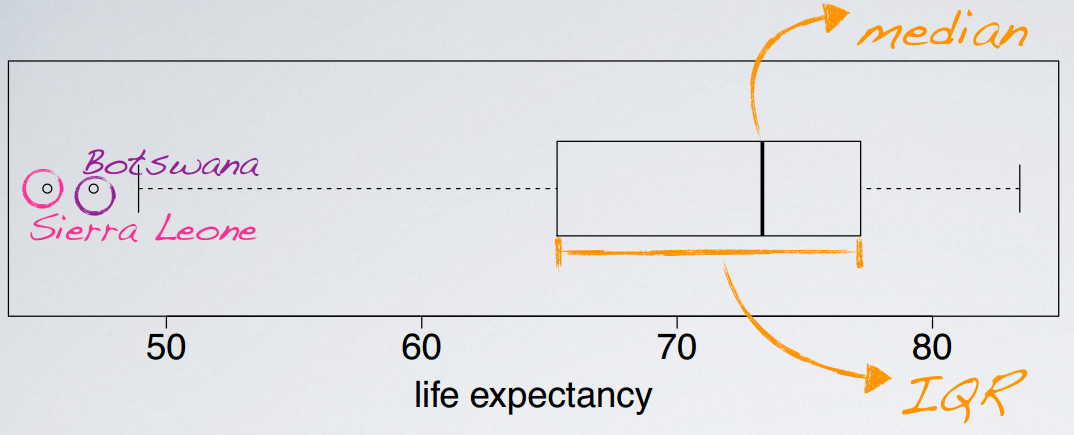 median
Botswana
Sierra Leone
50 60 70 80
life expectancy
IQR